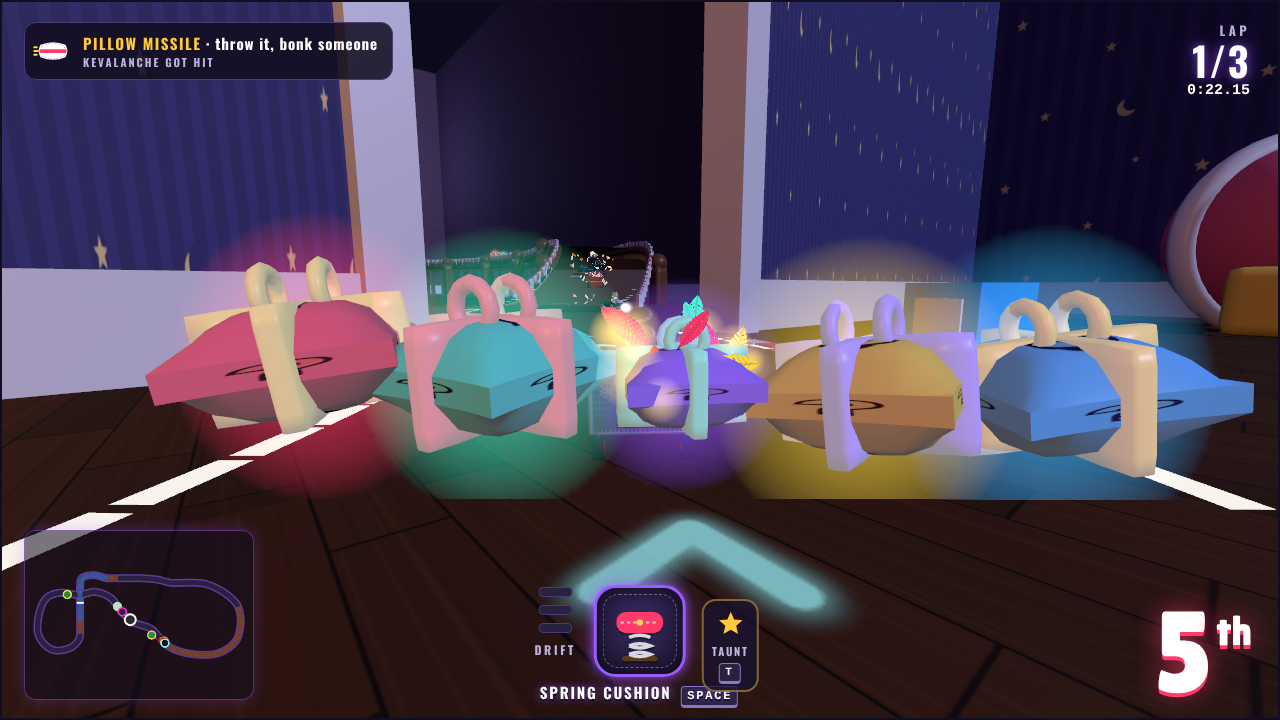 PILLOW MISSILE · throw it, bonk someone
KEVALANCHE GOT HIT
LAP
1/3
0:22.15
DRIFT
TAUNT
T
SPRING CUSHION
SPACE
5th